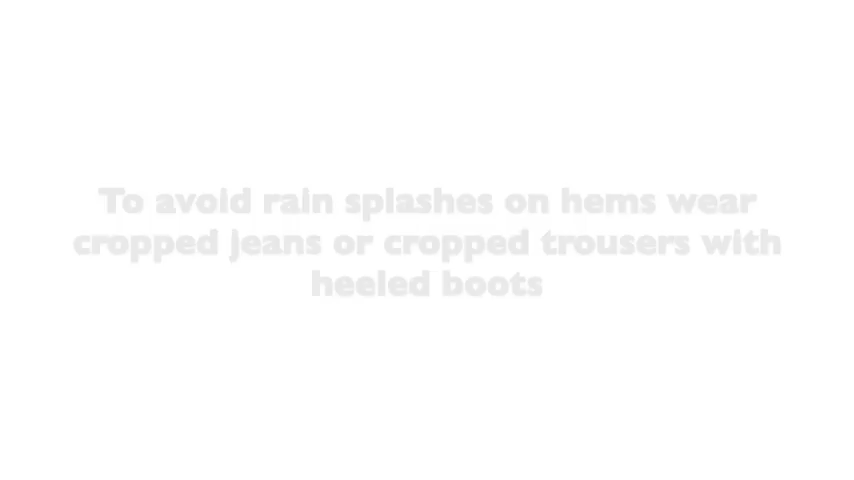 To avoid rain splashes on hems wear
cropped jeans or cropped trousers with
heeled boots